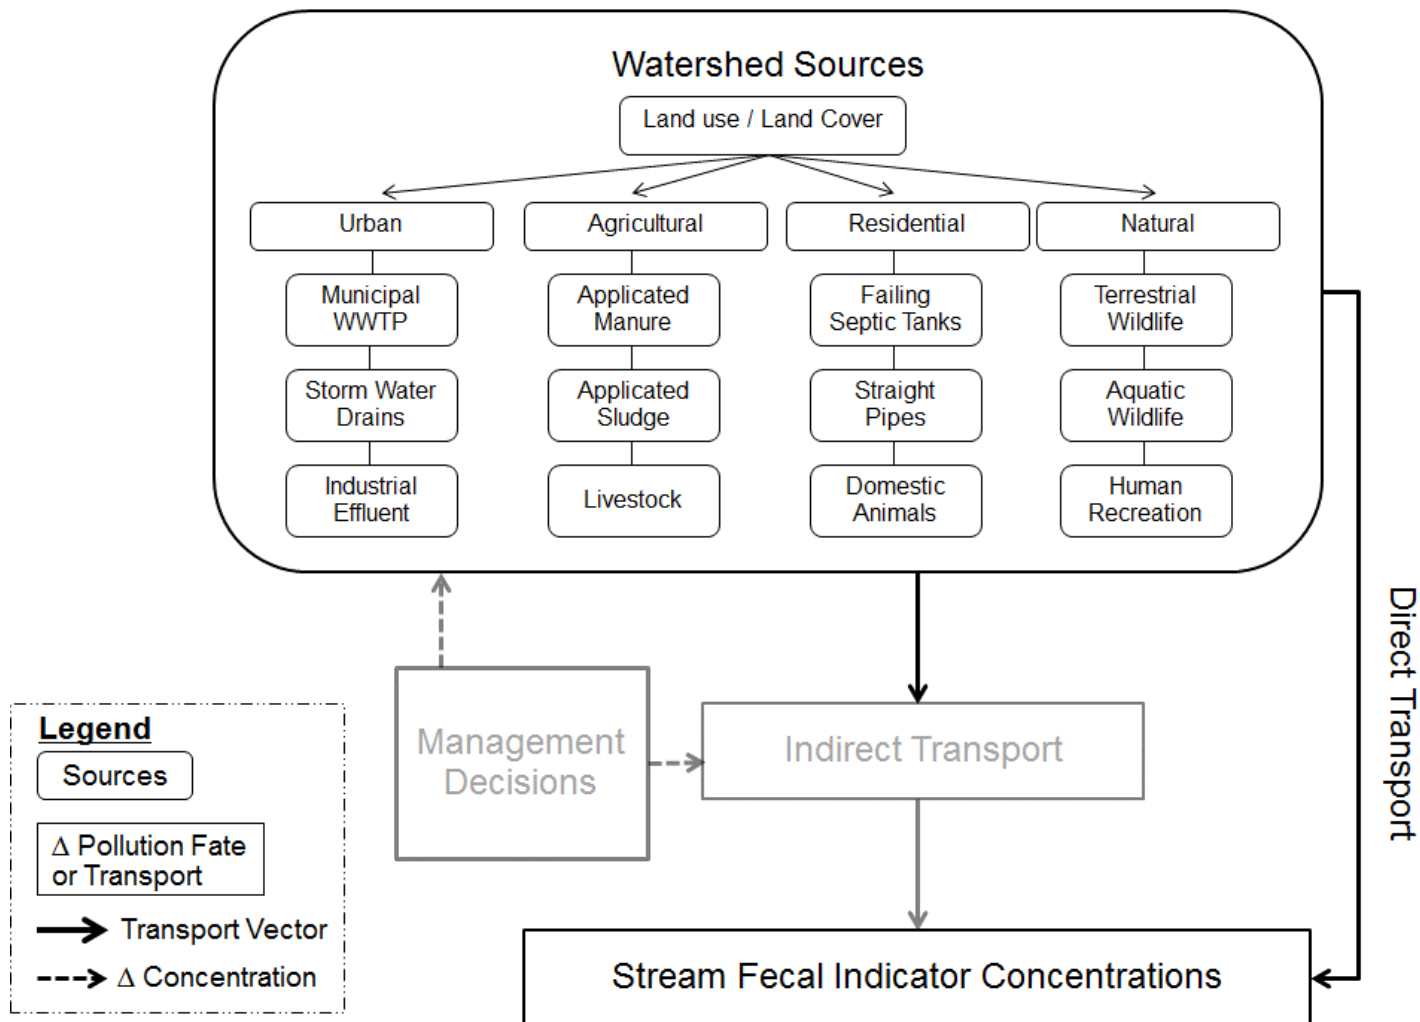 Watershed Sources
Land use / Land Cover
Urban
Agricultural
Residential
Natural
Municipal
WWTP
Applicated
Manure
Failing
Septic Tanks
Terrestrial
Wildlife
Storm Water
Drains
Applicated
Sludge
Straight
Pipes
Aquatic
Wildlife
Industrial
Effluent
Livestock
Domestic
Animals
Human
Recreation
Direct Transport
Management
Decisions
Indirect Transport
Legend
Sources
Δ Pollution Fate
or Transport
Transport Vector
Δ Concentration
Stream Fecal Indicator Concentrations